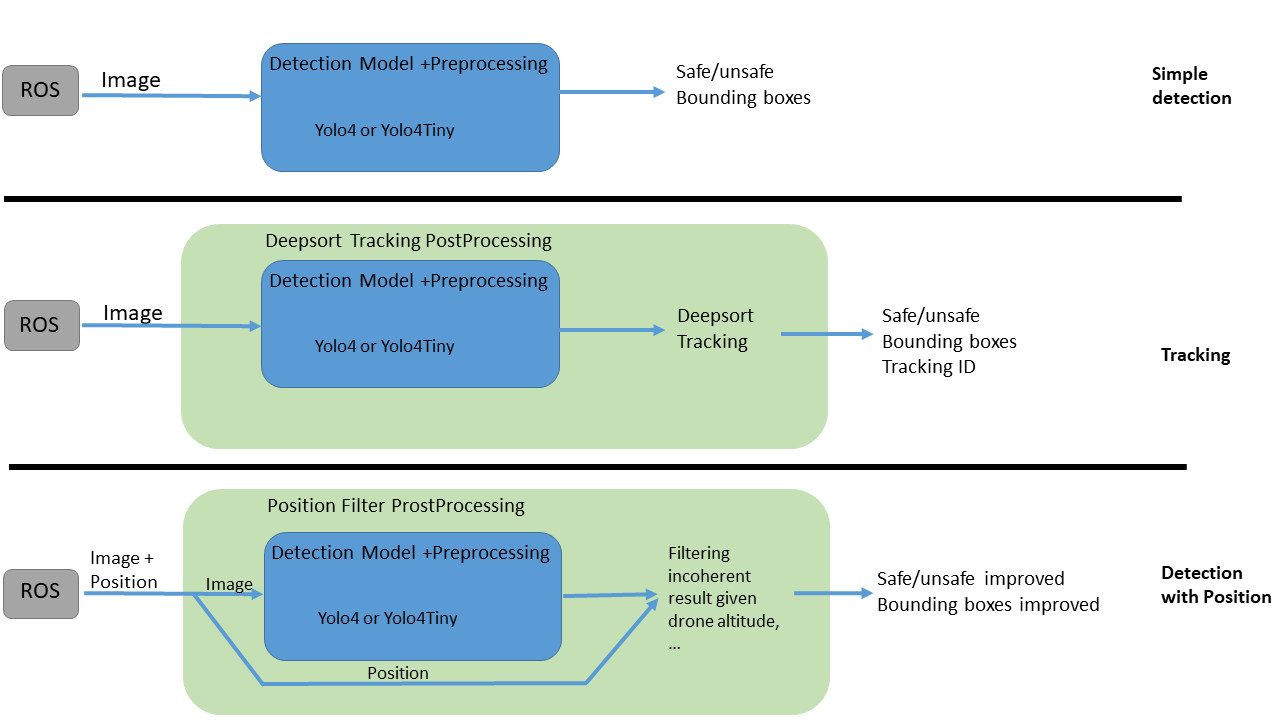 ROS
Image
Detection Model +Preprocessing
Yolo4 or Yolo4Tiny
Safe/unsafe
Bounding boxes
Simple
detection
Deepsort Tracking PostProcessing
ROS
Image
Detection Model +Preprocessing
Yolo4 or Yolo4Tiny
Deepsort
Tracking
Safe/unsafe
Bounding boxes
Tracking ID
Tracking
Position Filter ProstProcessing
ROS
Image +
Position
Image
Detection Model +Preprocessing
Yolo4 or Yolo4Tiny
Position
Filtering
incoherent
result given
drone altitude,
...
Safe/unsafe improved
Bounding boxes improved
Detection
with Position